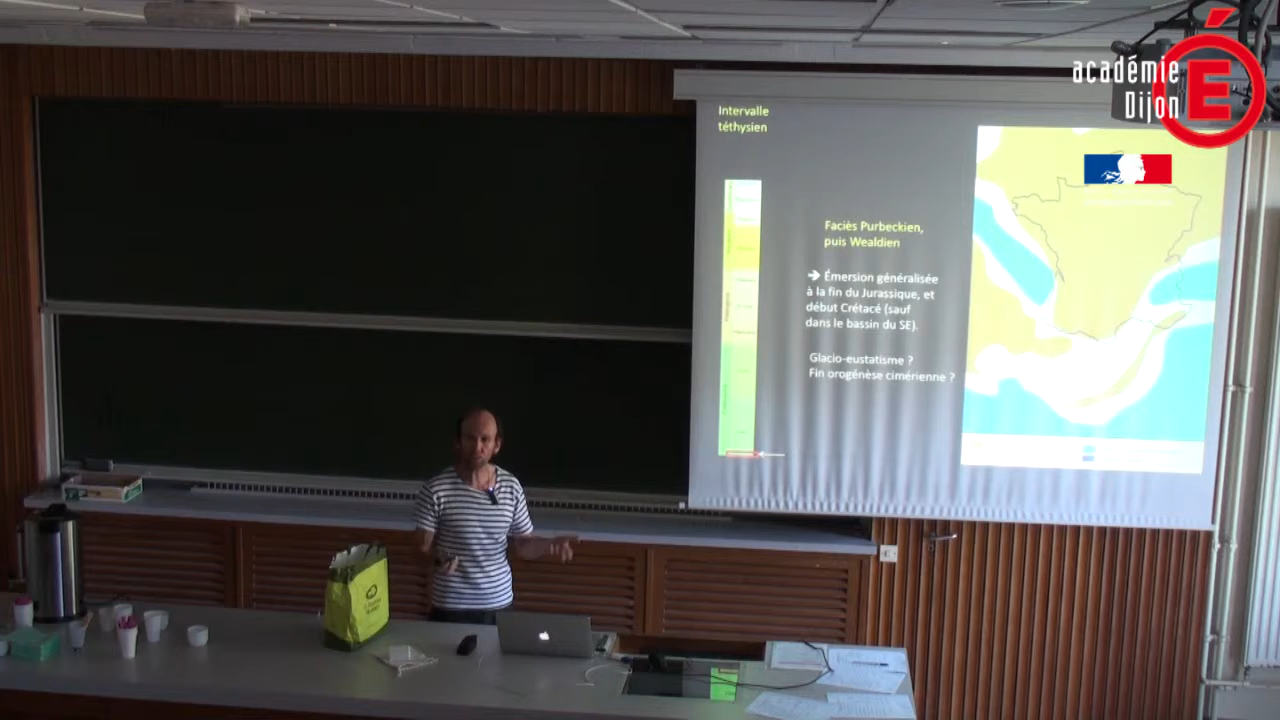 académie
Dijon
É
Intervalle
téthysien
Faciès Purbeckien,
puis Wealdien
➔ Émersion généralisée
à la fin du Jurassique, et
début Crétacé (sauf
dans le bassin du SE).
Glacio-eustatisme ?
Fin orogénèse cimérienne ?